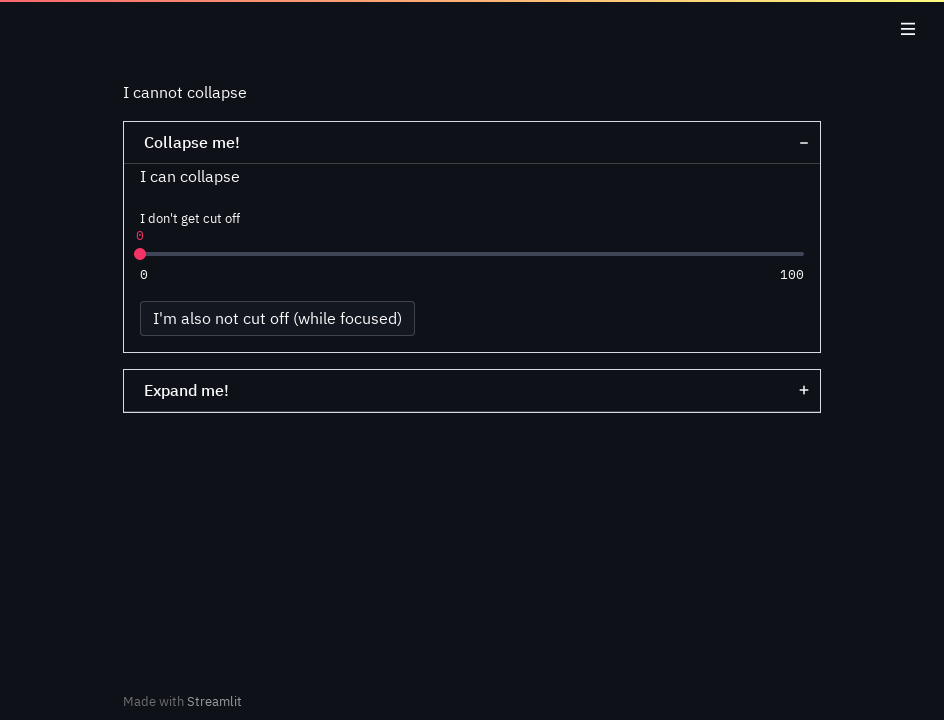 I cannot collapse
Collapse me!
I can collapse
I don't get cut off
0
0 100
I'm also not cut off (while focused)
Expand me!
Made with Streamlit